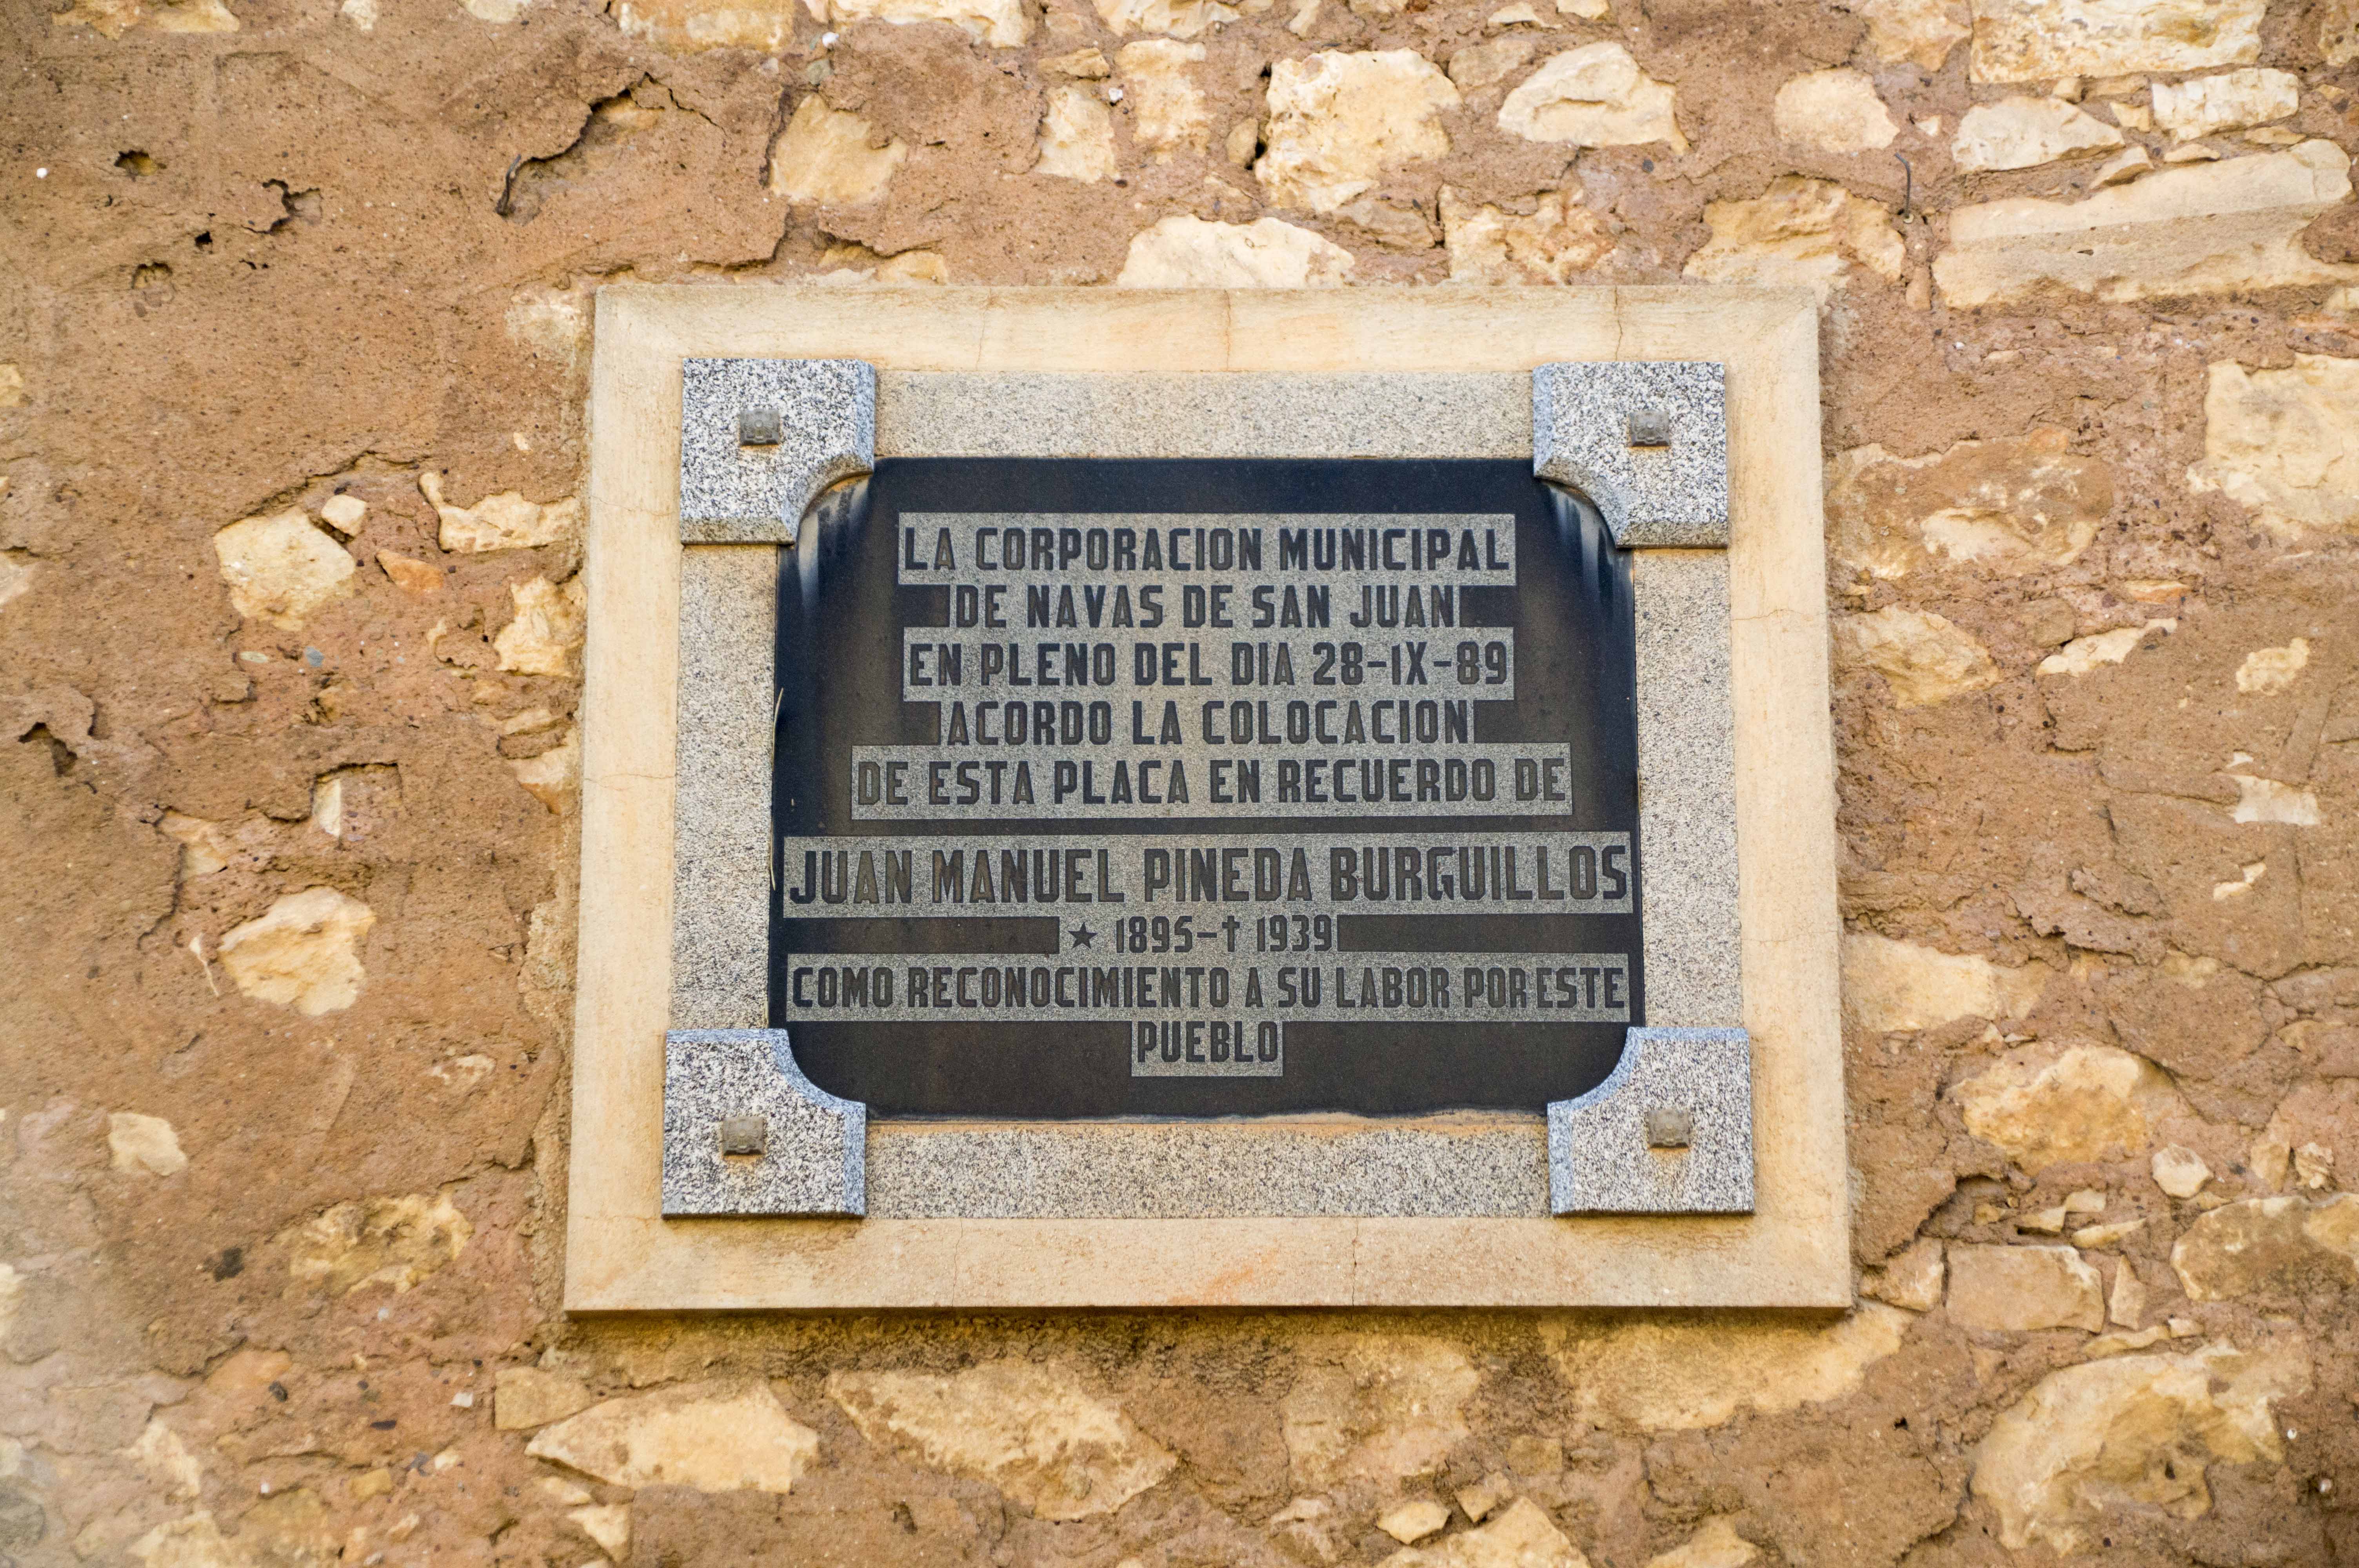 LA CORPORACION MUNICIPAL
DE NAVAS DE SAN JUAN
EN PLENO DEL DIA 28-IX-89
ACORDO LA COLOCACION
DE ESTA PLACA EN RECUERDO DE
JUAN MANUEL PINEDA BURGUILLOS
★ 1895-† 1939
COMO RECONOCIMIENTO A SU LABOR POR ESTE
PUEBLO